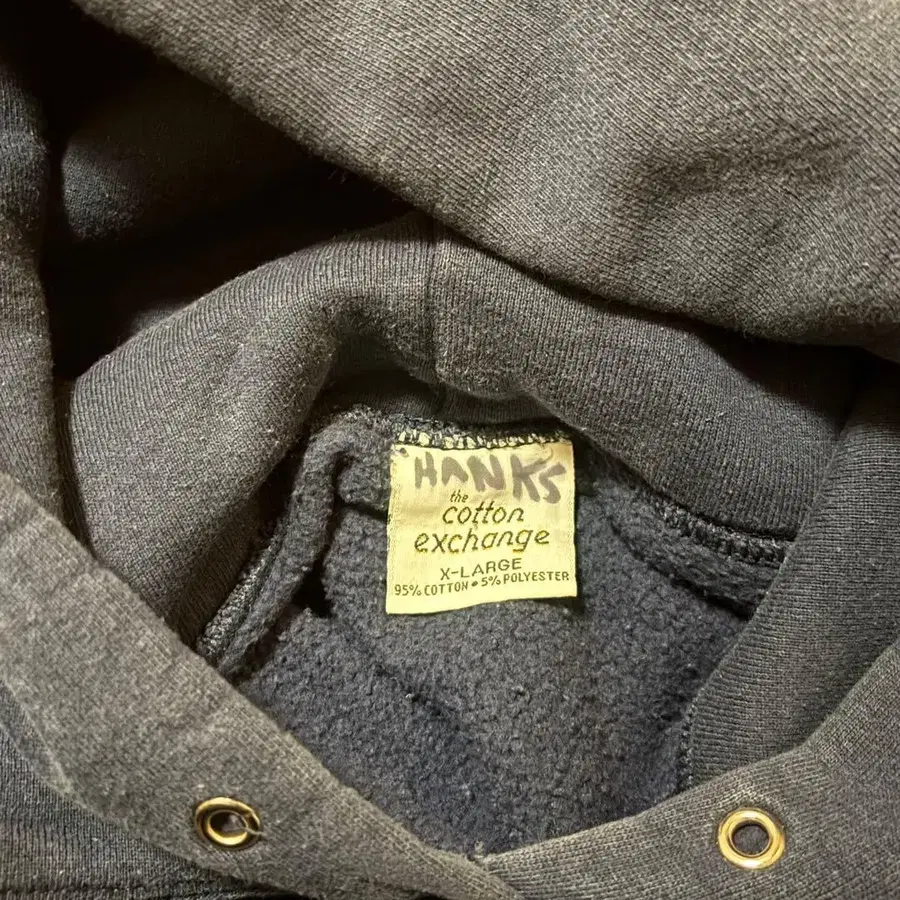 HANKS
the
cotton
exchange
X-LARGE
95% COTTON • 5% POLYESTER